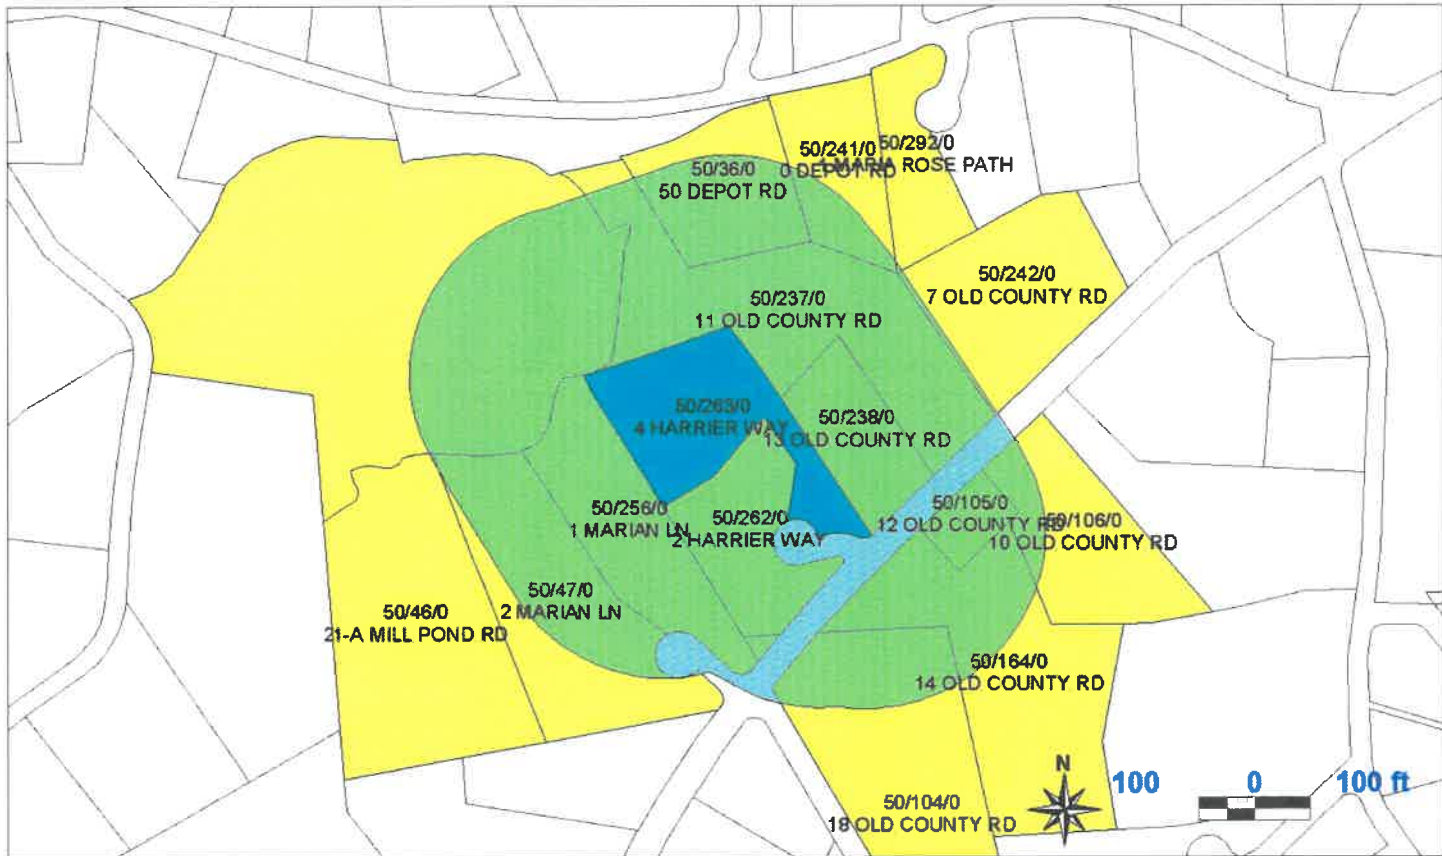 50/241/0
0 DEPOT RD
50/292/0
MARIA ROSE PATH
50/36/0
50 DEPOT RD
50/242/0
7 OLD COUNTY RD
50/237/0
11 OLD COUNTY RD
50/263/0
4 HARRIER WAY
50/238/0
13 OLD COUNTY RD
50/256/0
1 MARIAN LN
50/262/0
2 HARRIER WAY
50/105/0
12 OLD COUNTY RD
50/106/0
10 OLD COUNTY RD
50/47/0
2 MARIAN LN
50/46/0
21-A MILL POND RD
50/164/0
14 OLD COUNTY RD
N
100 0 100 ft
50/104/0
18 OLD COUNTY RD